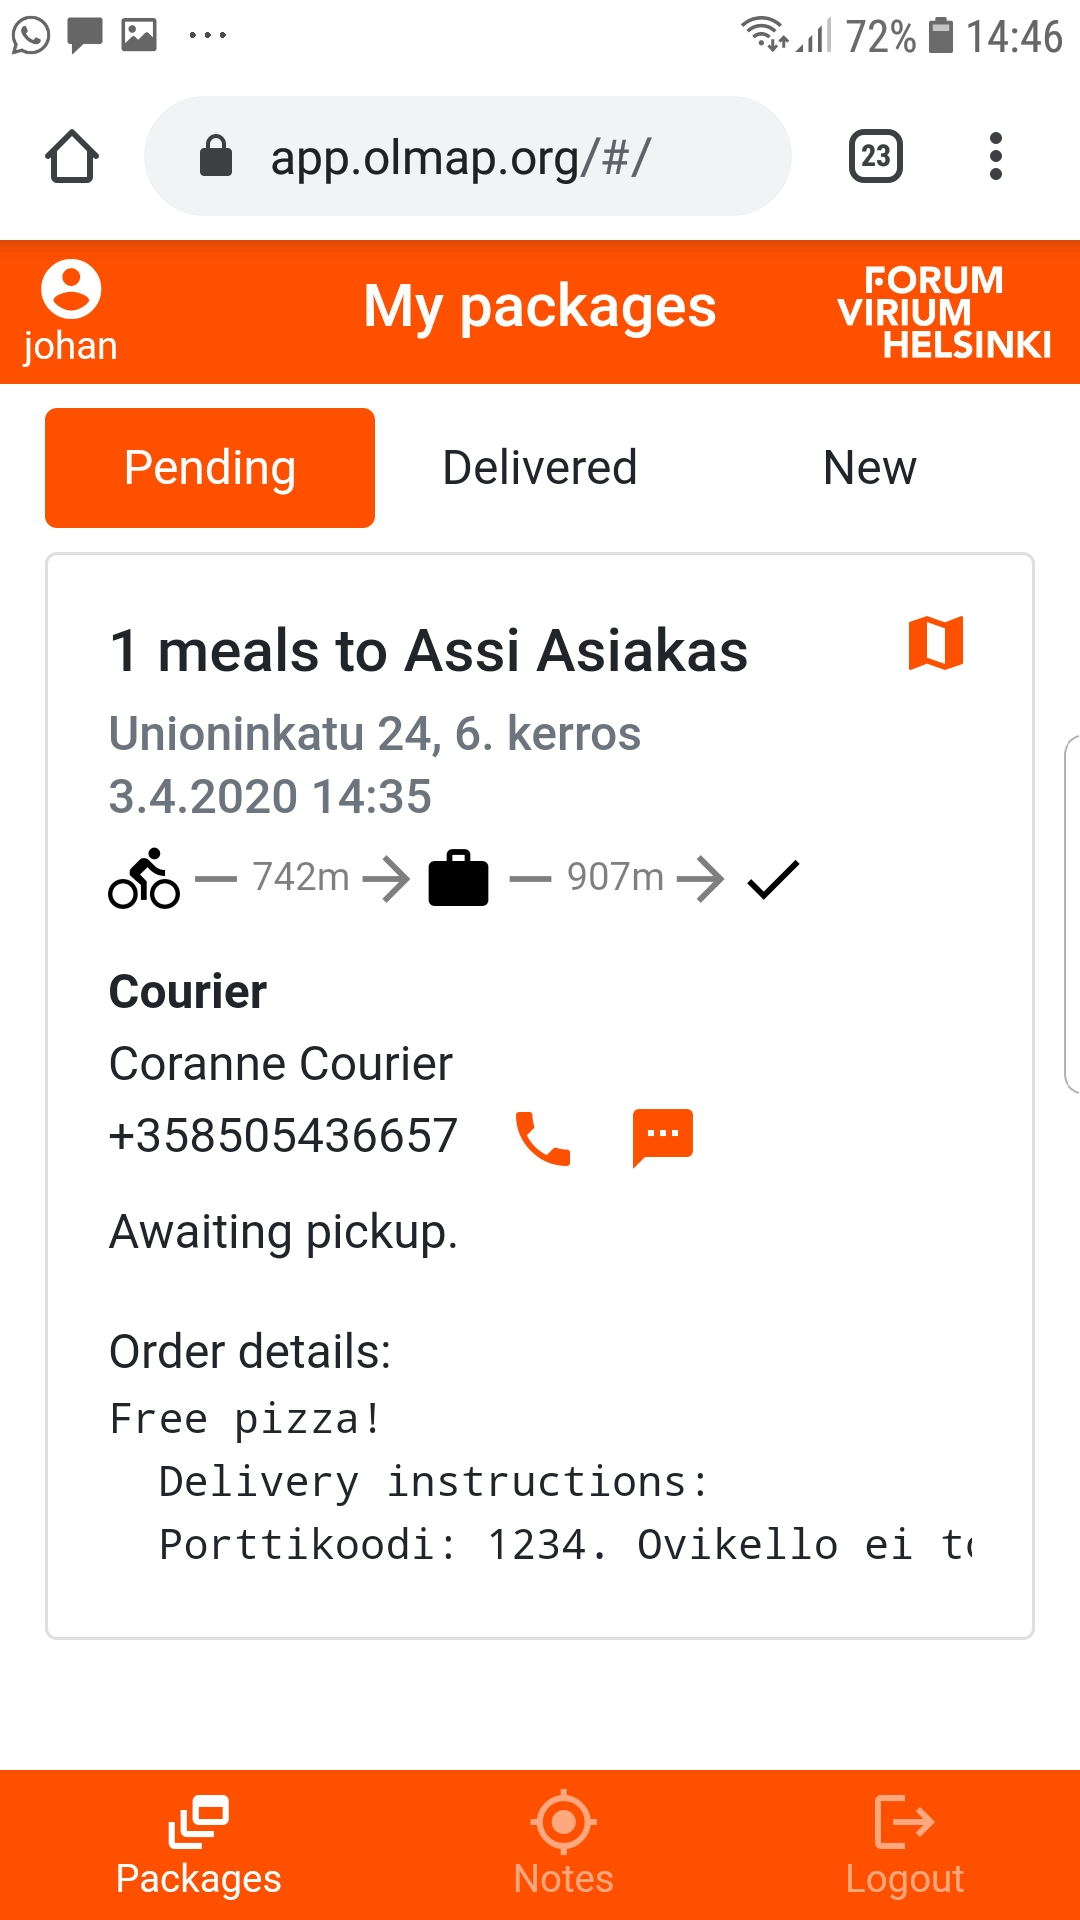 72% 14:46
app.olmap.org/#/
23
johan
My packages
FORUM
VIRIUM
HELSINKI
Pending Delivered New
1 meals to Assi Asiakas
Unioninkatu 24, 6. kerros
3.4.2020 14:35
742m 907m
Courier
Coranne Courier
+358505436657
Awaiting pickup.
Order details:
Free pizza!
Delivery instructions:
Porttikoodi: 1234. Ovikello ei
Packages Notes Logout